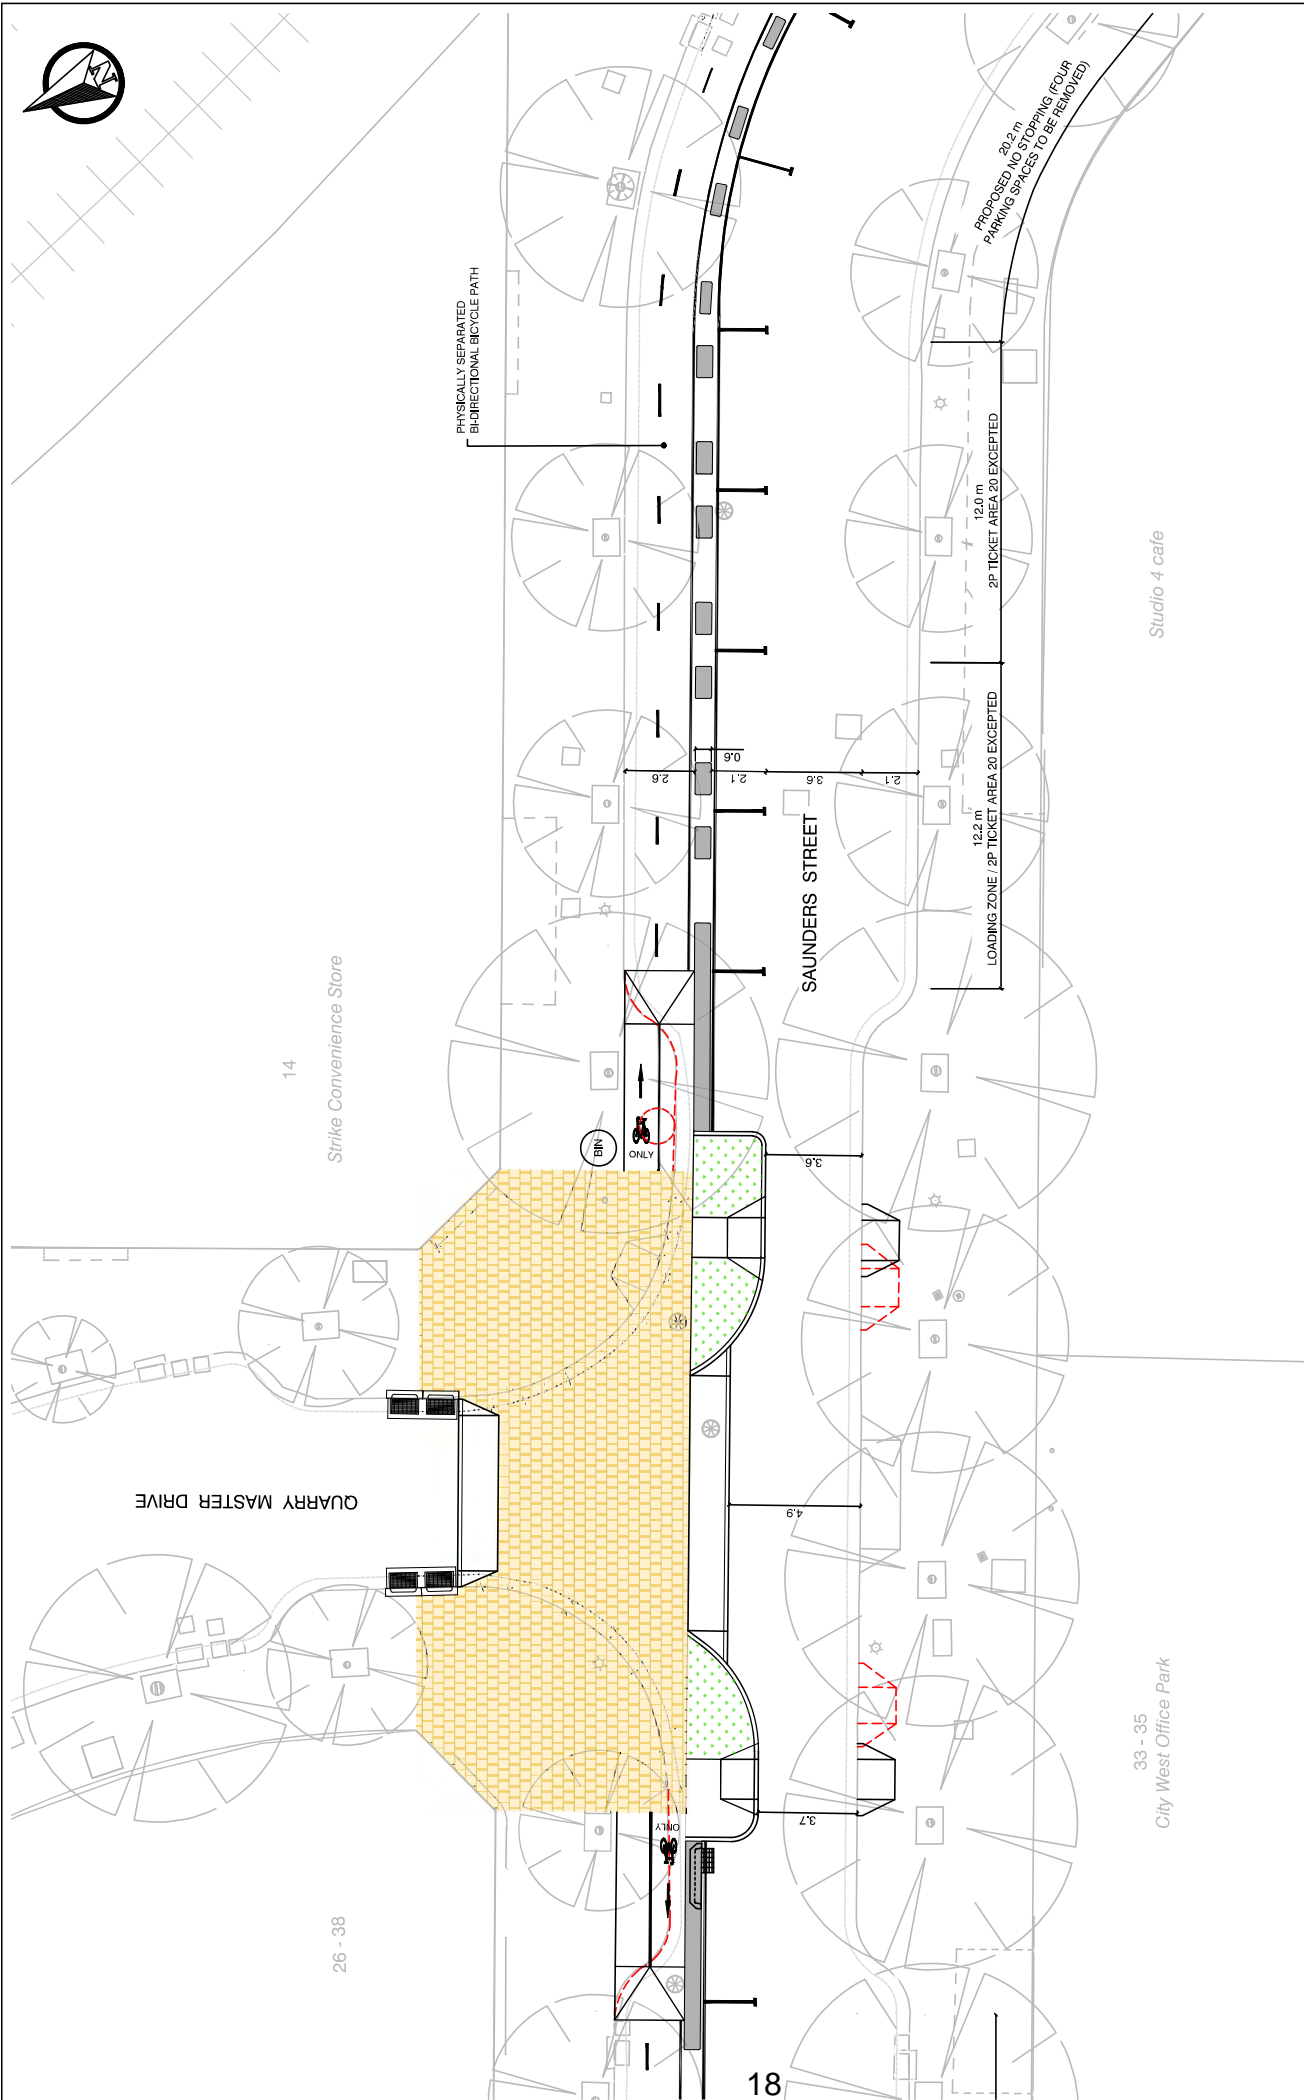 N
20.2 m
PROPOSED NO STOPPING (FOUR
PARKING SPACES TO BE REMOVED)
PHYSICALLY SEPARATED
BI-DIRECTIONAL BICYCLE PATH
12.0 m
2P TICKET AREA 20 EXCEPTED
Studio 4 cafe
12.2 m
LOADING ZONE / 2P TICKET AREA 20 EXCEPTED
0.6
2.6
2.1
3.6
2.1
SAUNDERS STREET
14
Strike Convenience Store
BIN
ONLY
3.6
QUARRY MASTER DRIVE
4.9
33 - 35
City West Office Park
3.7
ONLY
26 - 38
18